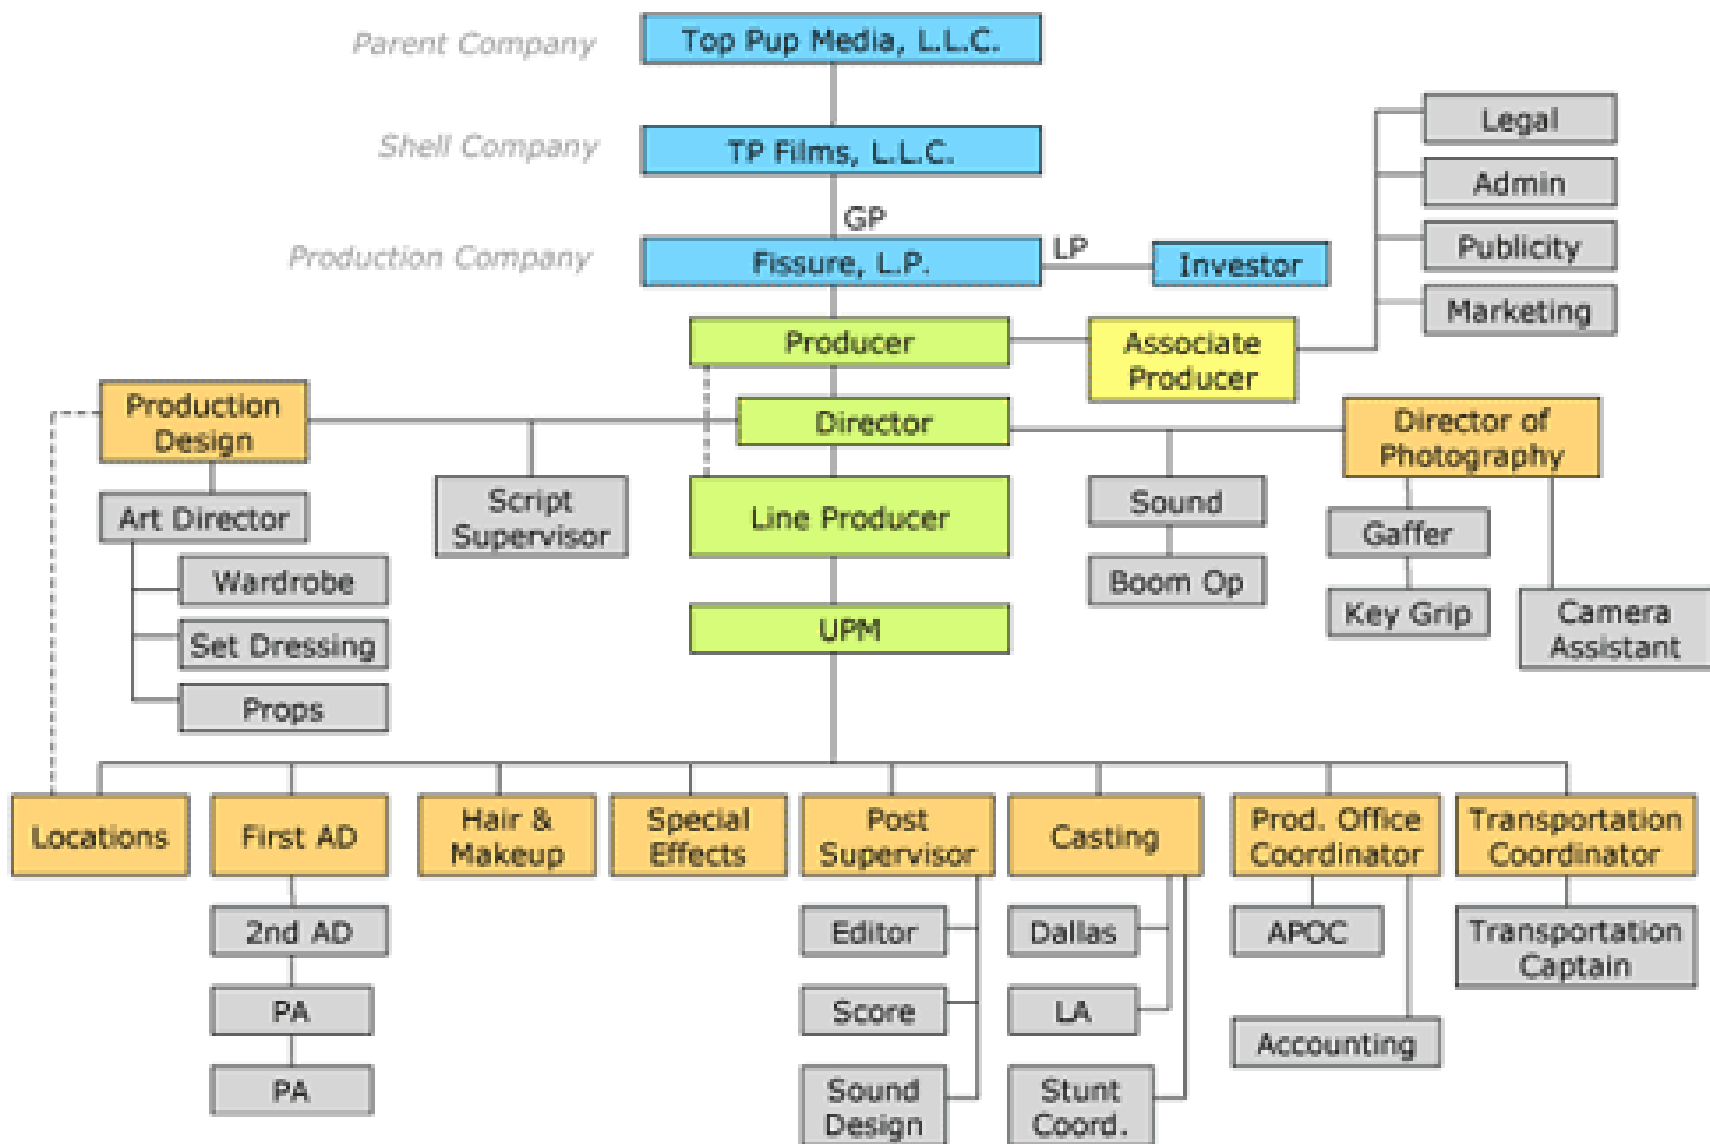 Parent Company
Top Pup Media, L.L.C.
Legal
Shell Company
TP Films, L.L.C.
Admin
GP
Publicity
Production Company
Fissure, L.P.
LP
Investor
Marketing
Producer
Associate
Producer
Production
Design
Director
Director of
Photography
Art Director
Script
Supervisor
Line Producer
Sound
Gaffer
Wardrobe
Boom Op
Key Grip
Camera
Assistant
Set Dressing
UPM
Props
Locations
First AD
Hair &
Makeup
Special
Effects
Post
Supervisor
Casting
Prod. Office
Coordinator
Transportation
Coordinator
2nd AD
Editor
Dallas
APOC
Transportation
Captain
PA
Score
LA
Accounting
PA
Sound
Design
Stunt
Coord.